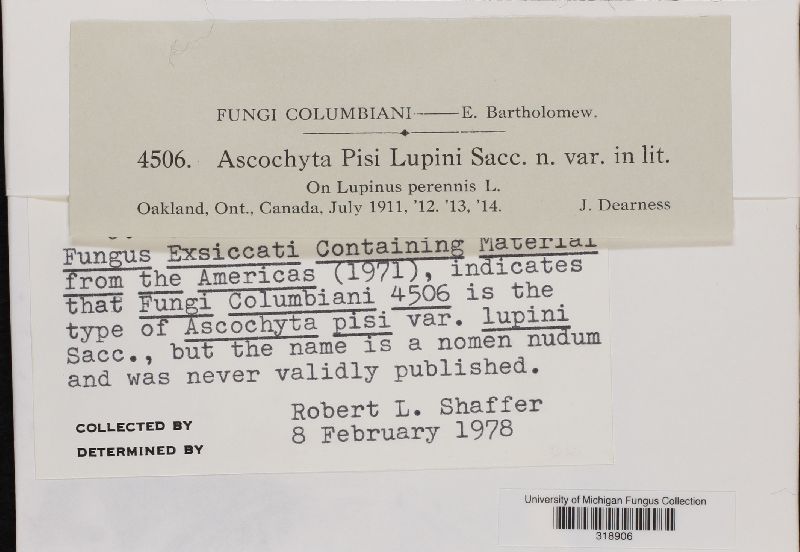 FUNGI COLUMBIANI —— E. Bartholomew.
4506. Ascochyta Pisi Lupini Sacc. n. var. in lit.
On Lupinus perennis L.
Oakland, Ont., Canada, July 1911, '12. '13, '14. J. Dearness
Fungus Exsiccati Containing Material
from the Americas (1971), indicates
that Fungi Columbiani 4506 is the
type of Ascochyta pisi var. lupini
Sacc., but the name is a nomen nudum
and was never validly published.
Robert L. Shaffer
COLLECTED BY
8 February 1978
DETERMINED BY
University of Michigan Fungus Collection
318906